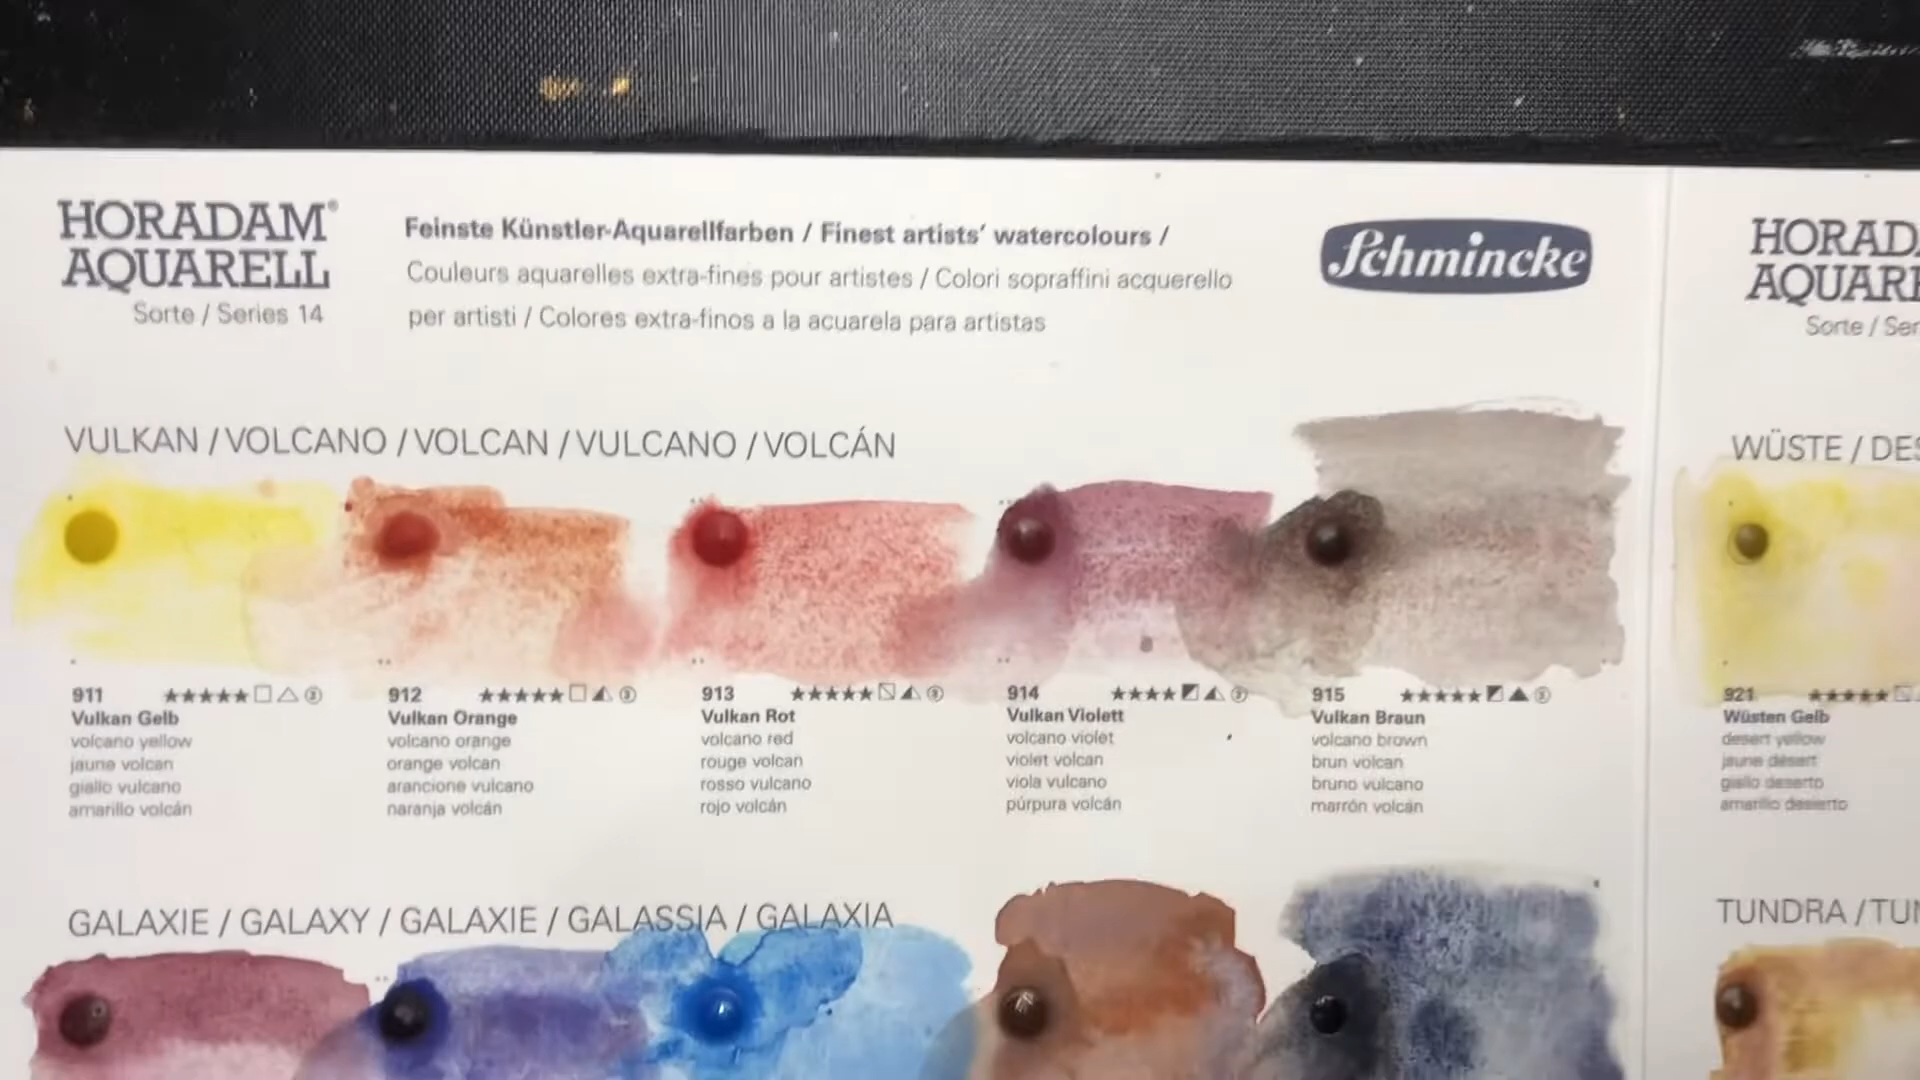 HORADAM®
AQUARELL
Sorte / Series 14
Feinste Künstler-Aquarellfarben / Finest artists' watercolours /
Couleurs aquarelles extra-fines pour artistes / Colori sopraffini acquerello
per artisti / Colores extra-finos a la acuarela para artistas
Schmincke
VULKAN / VOLCANO / VOLCAN / VULCANO / VOLCÁN
911 ★★★★★ □ △
Vulkan Gelb
volcano yellow
jaune volcan
giallo vulcano
amarillo volcán
912 ★★★★★ □ ◭ ③
Vulkan Orange
volcano orange
orange volcan
arancione vulcano
naranja volcán
913 ★★★★★ ⧅ ◭ ③
Vulkan Rot
volcano red
rouge volcan
rosso vulcano
rojo volcán
914 ★★★★ ◩ ◭ ③
Vulkan Violett
volcano violet
violet volcan
viola vulcano
púrpura volcán
915 ★★★★★ ◩ ▲
Vulkan Braun
volcano brown
brun volcan
bruno vulcano
marrón volcán
GALAXIE / GALAXY / GALAXIE / GALASSIA / GALAXIA
HORAD
AQUARE
Sorte / Ser
WÜSTE / DES
921 ★★★★★
Wüsten Gelb
desert yellow
jaune désert
giallo deserto
amarillo desierto
TUNDRA / TUN